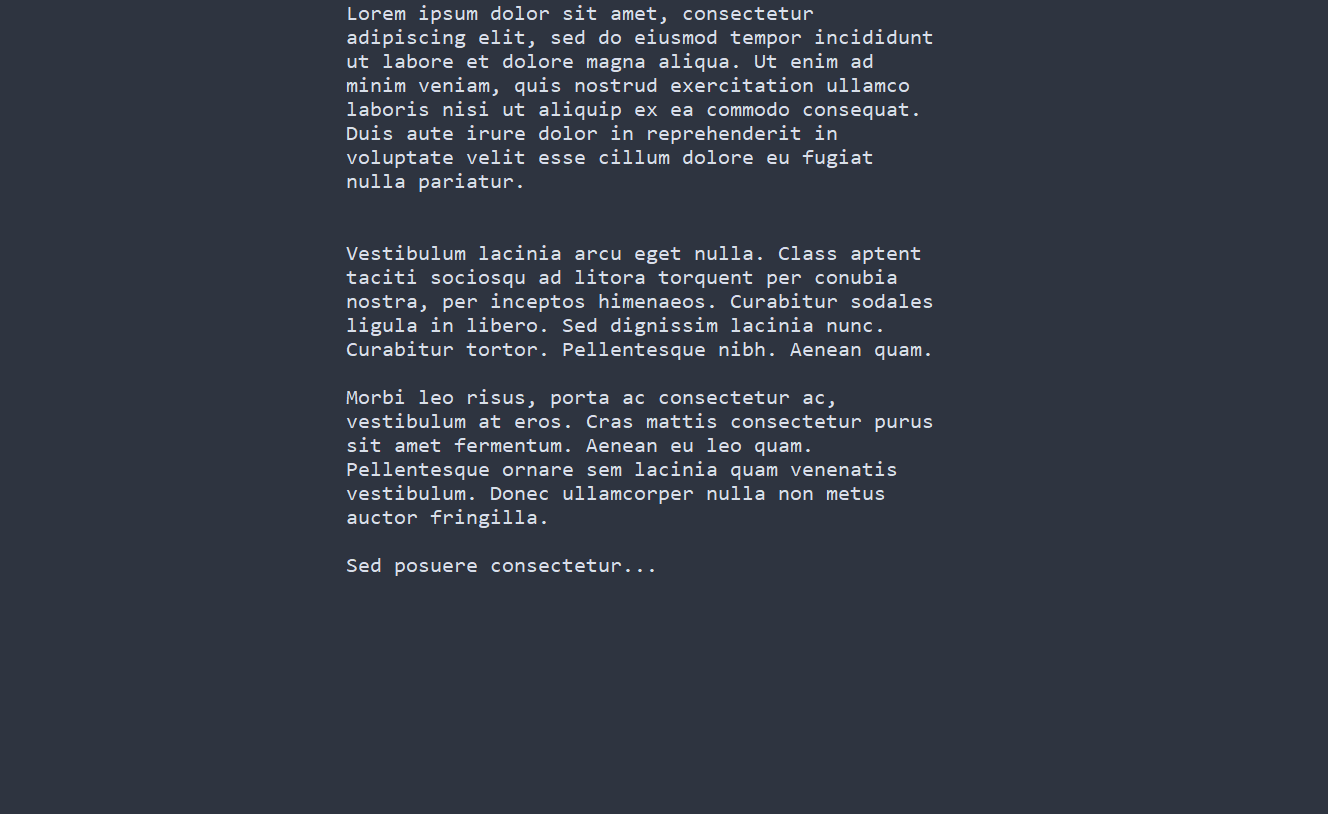 Lorem ipsum dolor sit amet, consectetur
adipiscing elit, sed do eiusmod tempor incididunt
ut labore et dolore magna aliqua. Ut enim ad
minim veniam, quis nostrud exercitation ullamco
laboris nisi ut aliquip ex ea commodo consequat.
Duis aute irure dolor in reprehenderit in
voluptate velit esse cillum dolore eu fugiat
nulla pariatur.
Vestibulum lacinia arcu eget nulla. Class aptent
taciti sociosqu ad litora torquent per conubia
nostra, per inceptos himenaeos. Curabitur sodales
ligula in libero. Sed dignissim lacinia nunc.
Curabitur tortor. Pellentesque nibh. Aenean quam.
Morbi leo risus, porta ac consectetur ac,
vestibulum at eros. Cras mattis consectetur purus
sit amet fermentum. Aenean eu leo quam.
Pellentesque ornare sem lacinia quam venenatis
vestibulum. Donec ullamcorper nulla non metus
auctor fringilla.
Sed posuere consectetur...